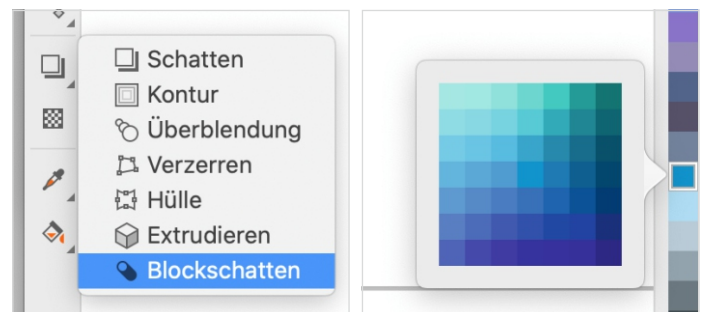 Schatten
Kontur
Überblendung
Verzerren
Hülle
Extrudieren
Blockschatten